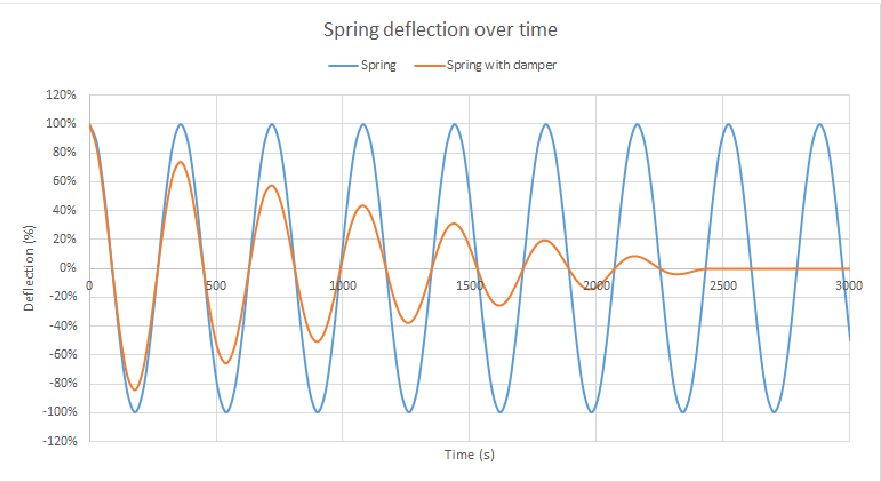 Spring deflection over time
Spring Spring with damper
120%
100%
80%
60%
40%
20%
0%
-20%
-40%
-60%
-80%
-100%
-120%
0 500 1000 1500 2000 2500 3000
Deflection (%)
Time (s)